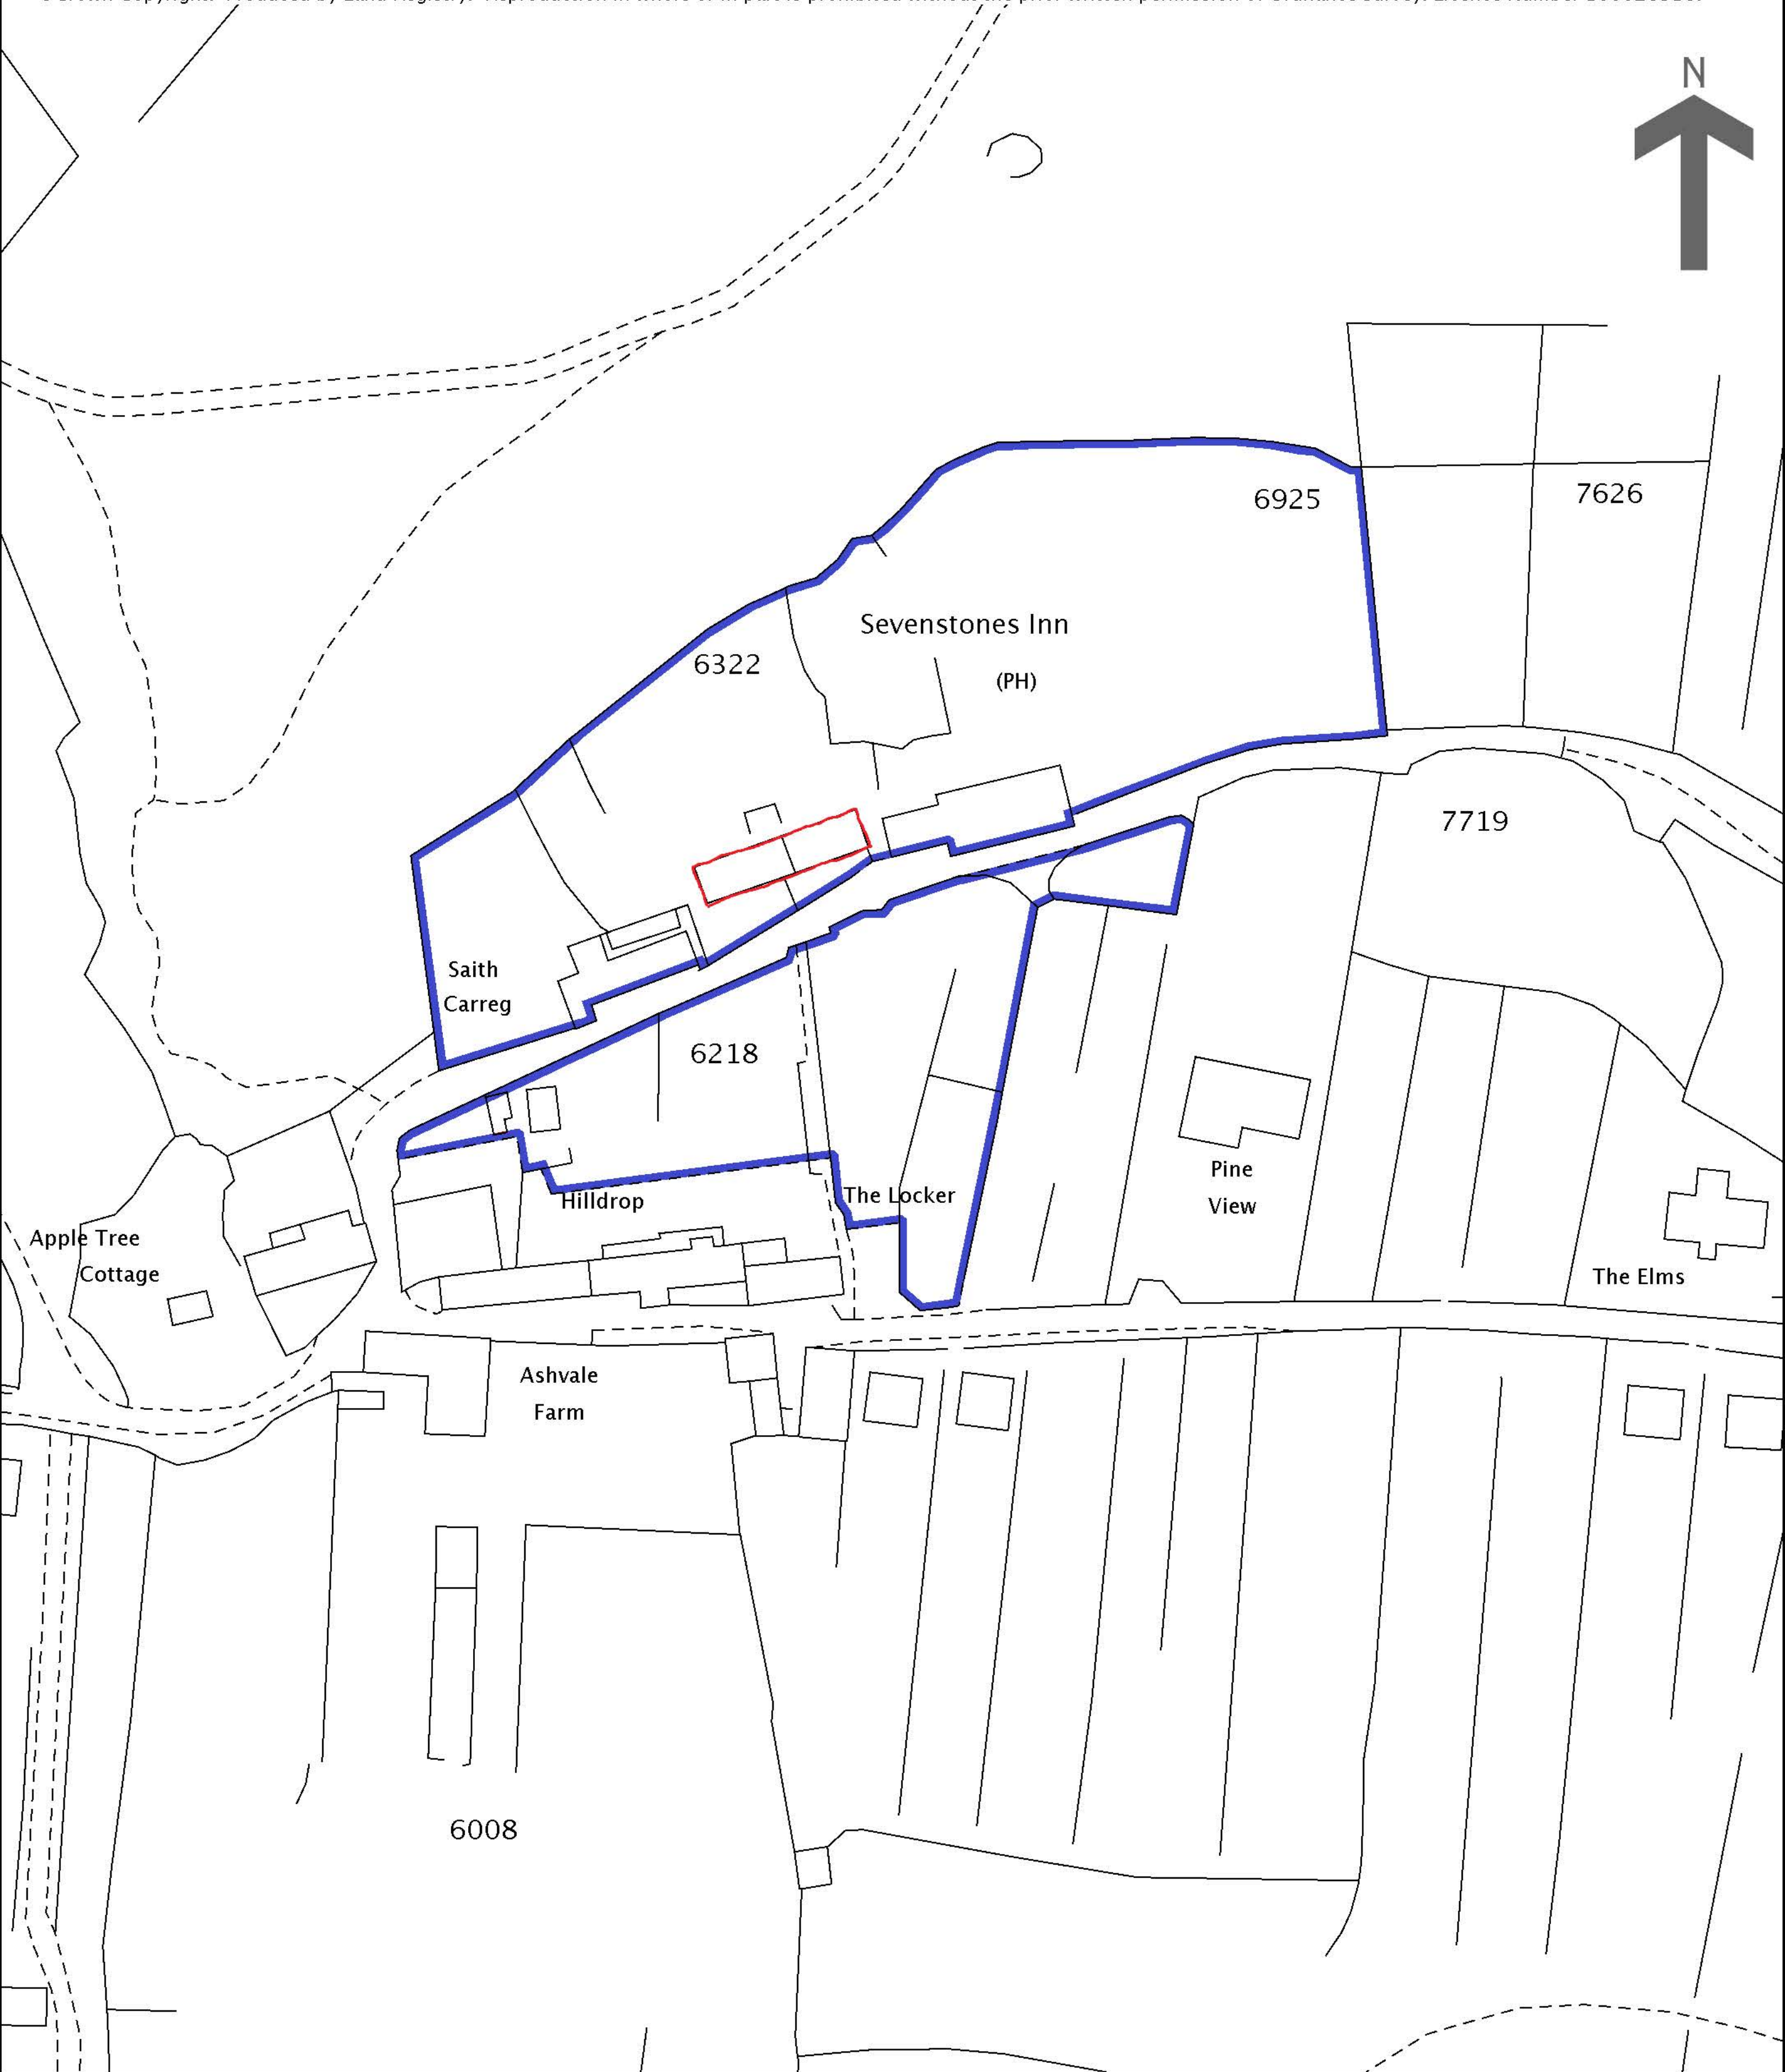 N
6925
7626
Sevenstones Inn
(PH)
6322
7719
Saith
Carreg
6218
Pine
View
Hilldrop
The Locker
Apple Tree
Cottage
The Elms
Ashvale
Farm
6008